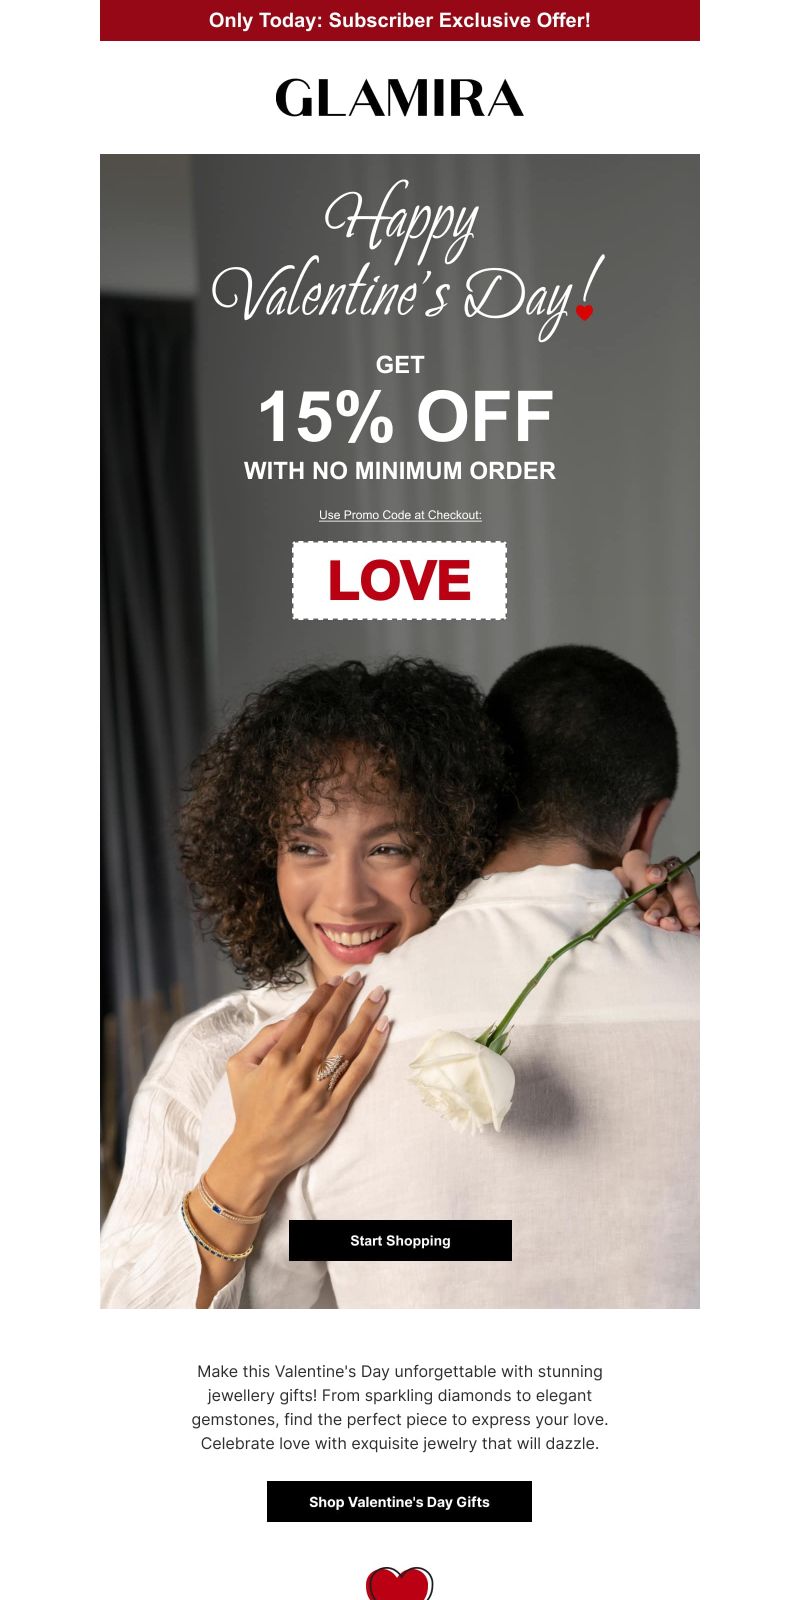 Only Today: Subscriber Exclusive Offer!
GLAMIRA
Happy
Valentine's Day!
GET
15% OFF
WITH NO MINIMUM ORDER
Use Promo Code at Checkout:
LOVE
Start Shopping
Make this Valentine's Day unforgettable with stunning
jewellery gifts! From sparkling diamonds to elegant
gemstones, find the perfect piece to express your love.
Celebrate love with exquisite jewelry that will dazzle.
Shop Valentine's Day Gifts